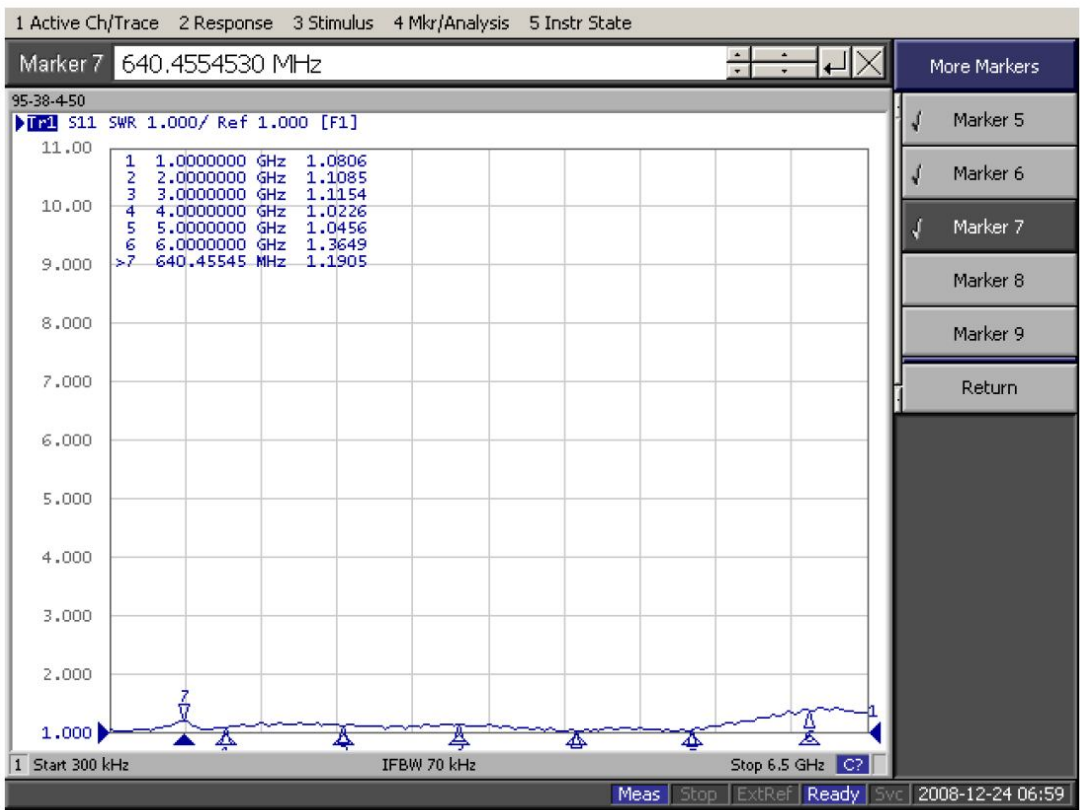 1 Active Ch/Trace 2 Response 3 Stimulus 4 Mkr/Analysis 5 Instr State
Marker 7 640.4554530 MHz
More Markers
95-38-4-50
Tr1 S11 SWR 1.000/ Ref 1.000 [F1]
Marker 5
Marker 6
Marker 7
Marker 8
Marker 9
Return
11.00
10.00
9.000
8.000
7.000
6.000
5.000
4.000
3.000
2.000
1.000
1 1.0000000 GHz 1.0806
2 2.0000000 GHz 1.1085
3 3.0000000 GHz 1.1154
4 4.0000000 GHz 1.0226
5 5.0000000 GHz 1.0456
6 6.0000000 GHz 1.3649
>7 640.45545 MHz 1.1905
7
1
1 Start 300 kHz IFBW 70 kHz Stop 6.5 GHz C?
Meas Stop ExtRef Ready Svc 2008-12-24 06:59